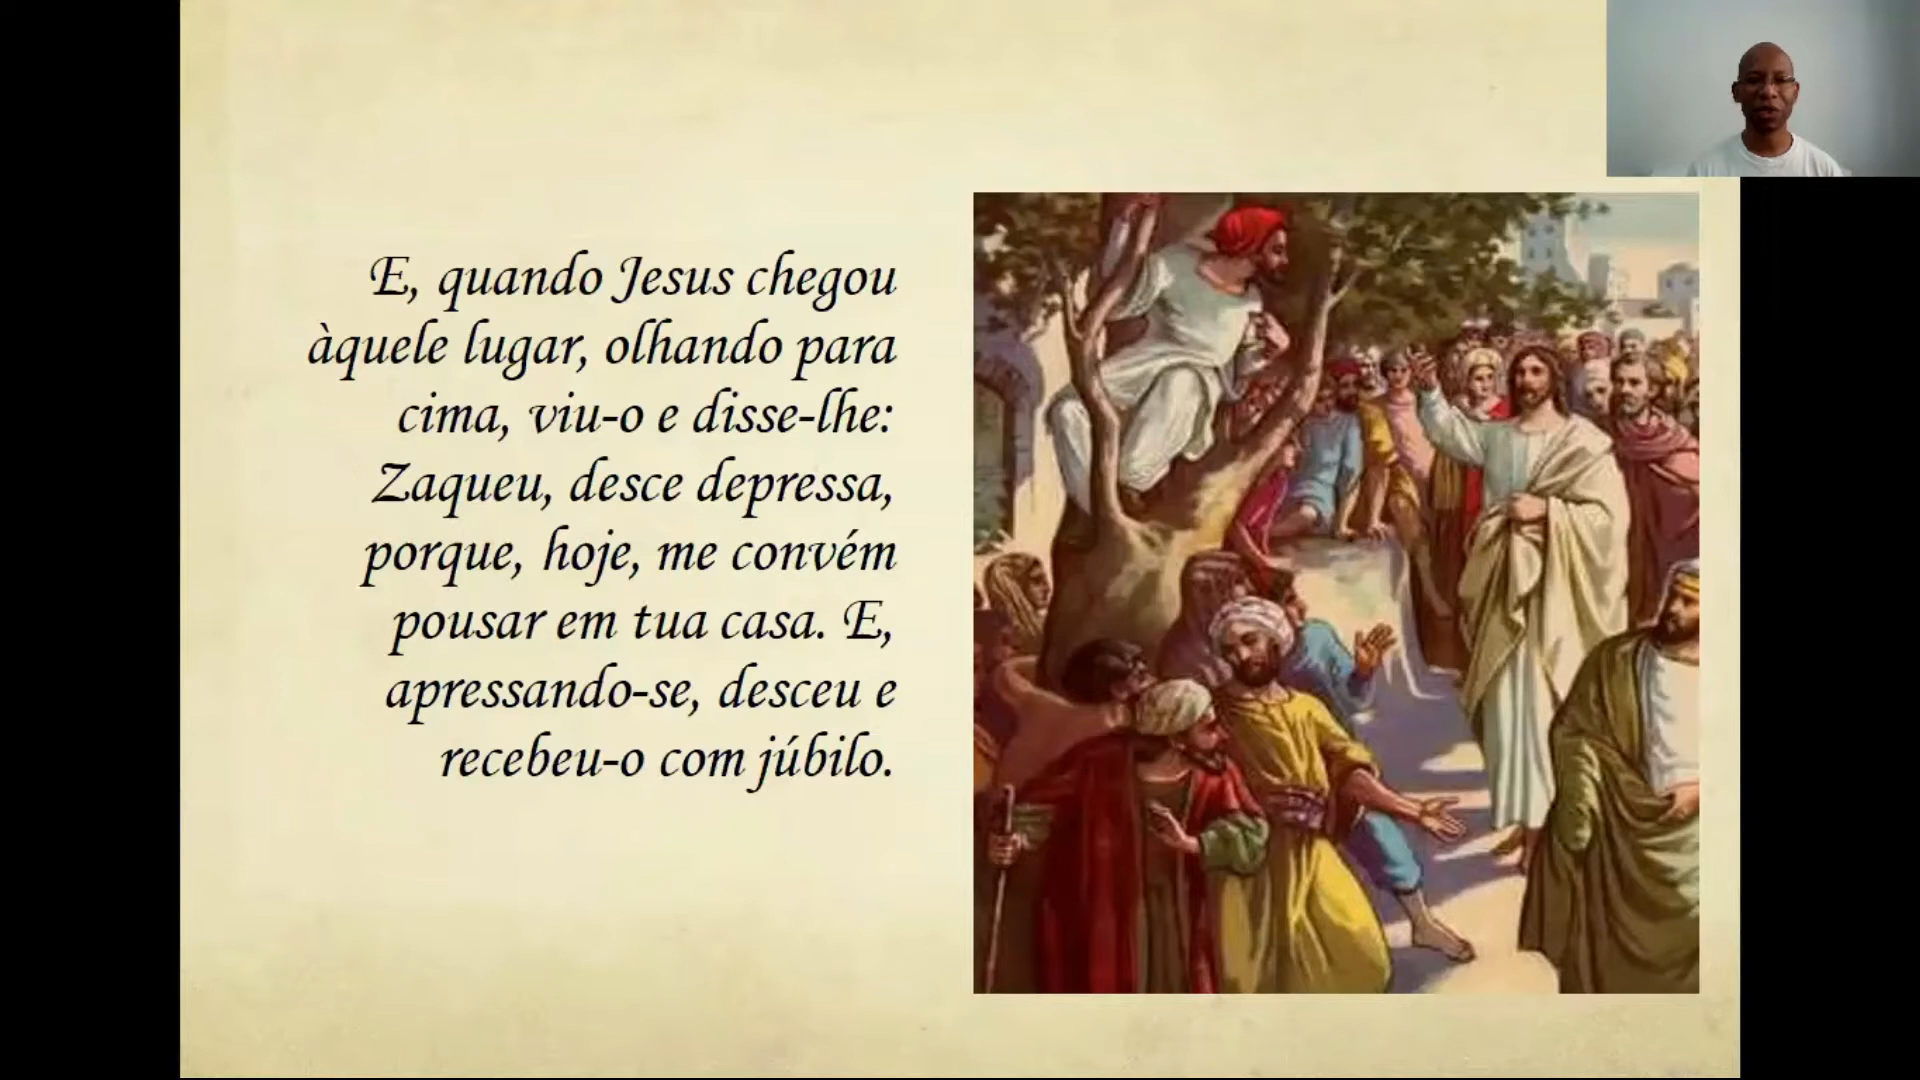 E, quando Jesus chegou
àquele lugar, olhando para
cima, viu-o e disse-lhe:
Zaqueu, desce depressa,
porque, hoje, me convém
pousar em tua casa. E,
apressando-se, desceu e
recebeu-o com júbilo.